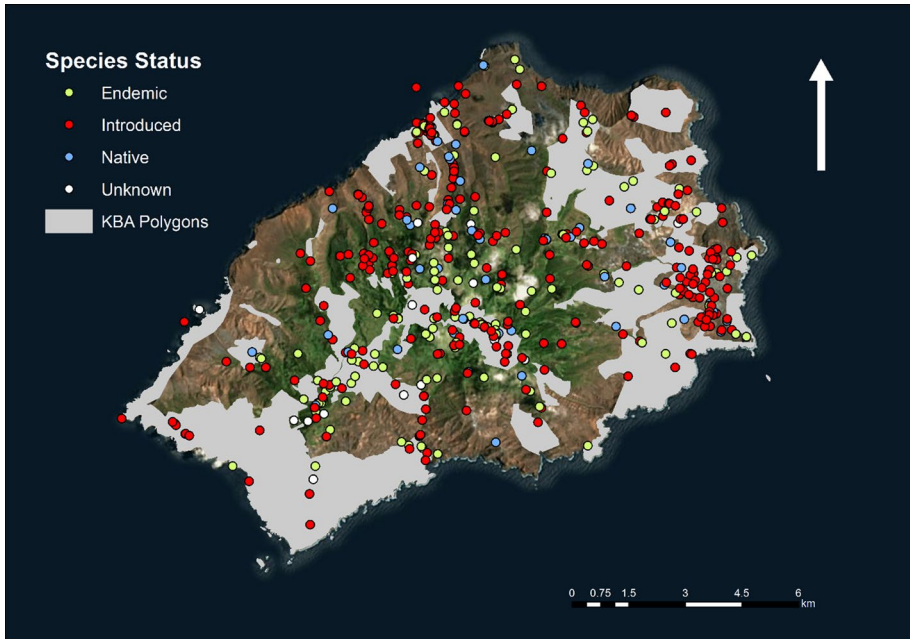 Species Status
Endemic
Introduced
Native
Unknown
KBA Polygons
0 0.75 1.5 3 4.5 6
km